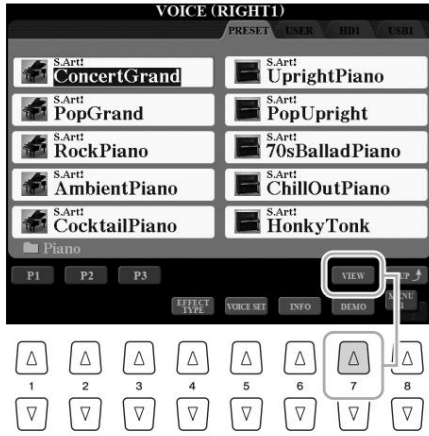 VOICE (RIGHT1)
PRESET USER HD1 USB1
S.Art!
ConcertGrand
S.Art!
UprightPiano
S.Art!
PopGrand
S.Art!
PopUpright
S.Art!
RockPiano
S.Art!
70sBalladPiano
S.Art!
AmbientPiano
S.Art!
ChillOutPiano
S.Art!
CocktailPiano
S.Art!
HonkyTonk
Piano
P1 P2 P3 VIEW
EFFECT
TYPE
VOICE SET INFO DEMO
1 2 3 4 5 6 7 8